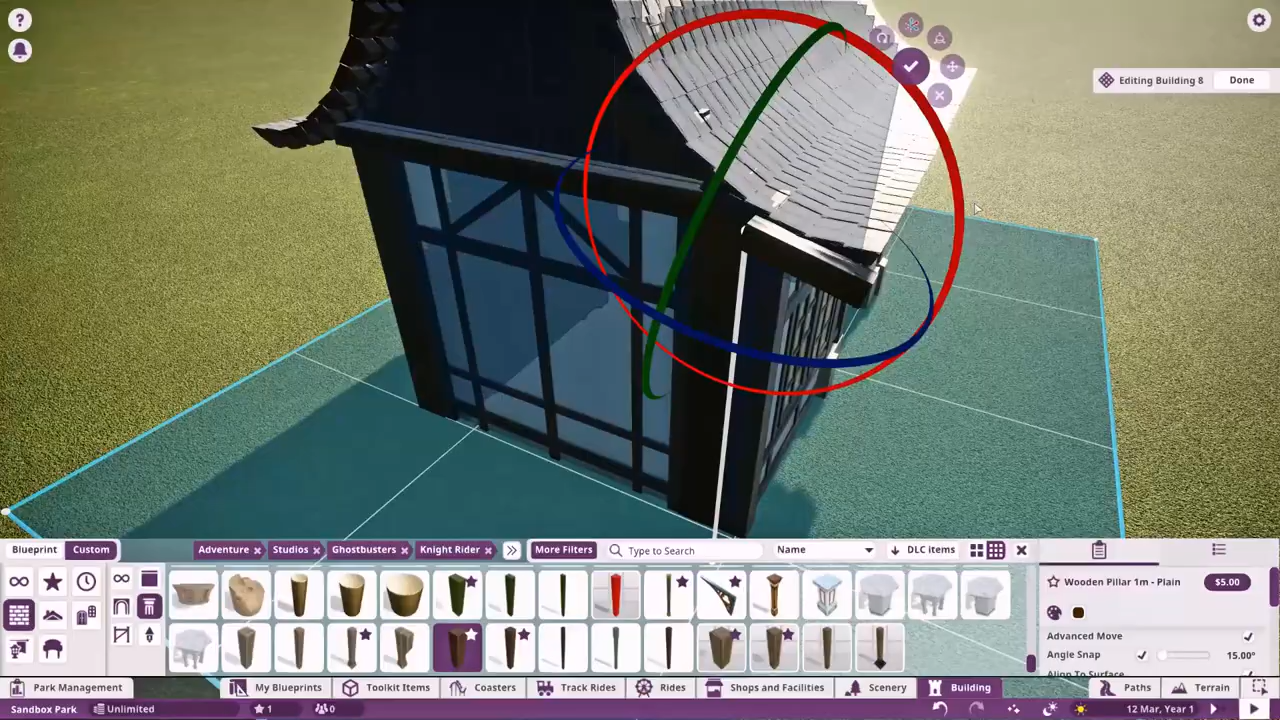 ?
Editing Building 8 Done
Blueprint Custom Adventure × Studios × Ghostbusters × Knight Rider × More Filters Type to Search Name DLC items
Wooden Pillar 1m - Plain $5.00
Advanced Move
Angle Snap 15.00°
Align To Surface
Park Management My Blueprints Toolkit Items Coasters Track Rides Rides Shops and Facilities Scenery Building Paths Terrain
Sandbox Park Unlimited 1 0 12 Mar, Year 1